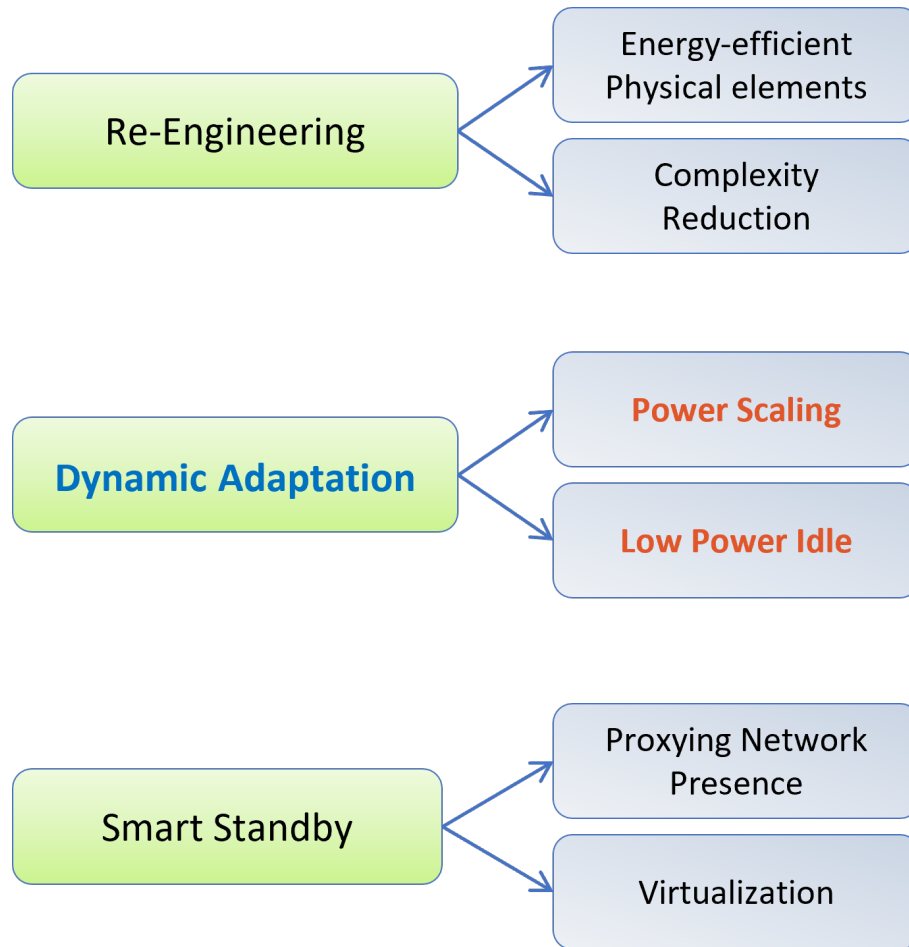 Re-Engineering
Energy-efficient
Physical elements
Complexity
Reduction
Dynamic Adaptation
Power Scaling
Low Power Idle
Smart Standby
Proxying Network
Presence
Virtualization